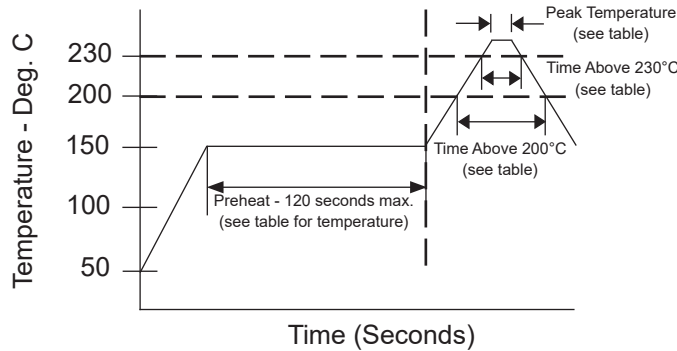 Peak Temperature
(see table)
230
Time Above 230°C
(see table)
200
150
Time Above 200°C
(see table)
Preheat - 120 seconds max.
(see table for temperature)
100
50
Temperature - Deg. C
Time (Seconds)